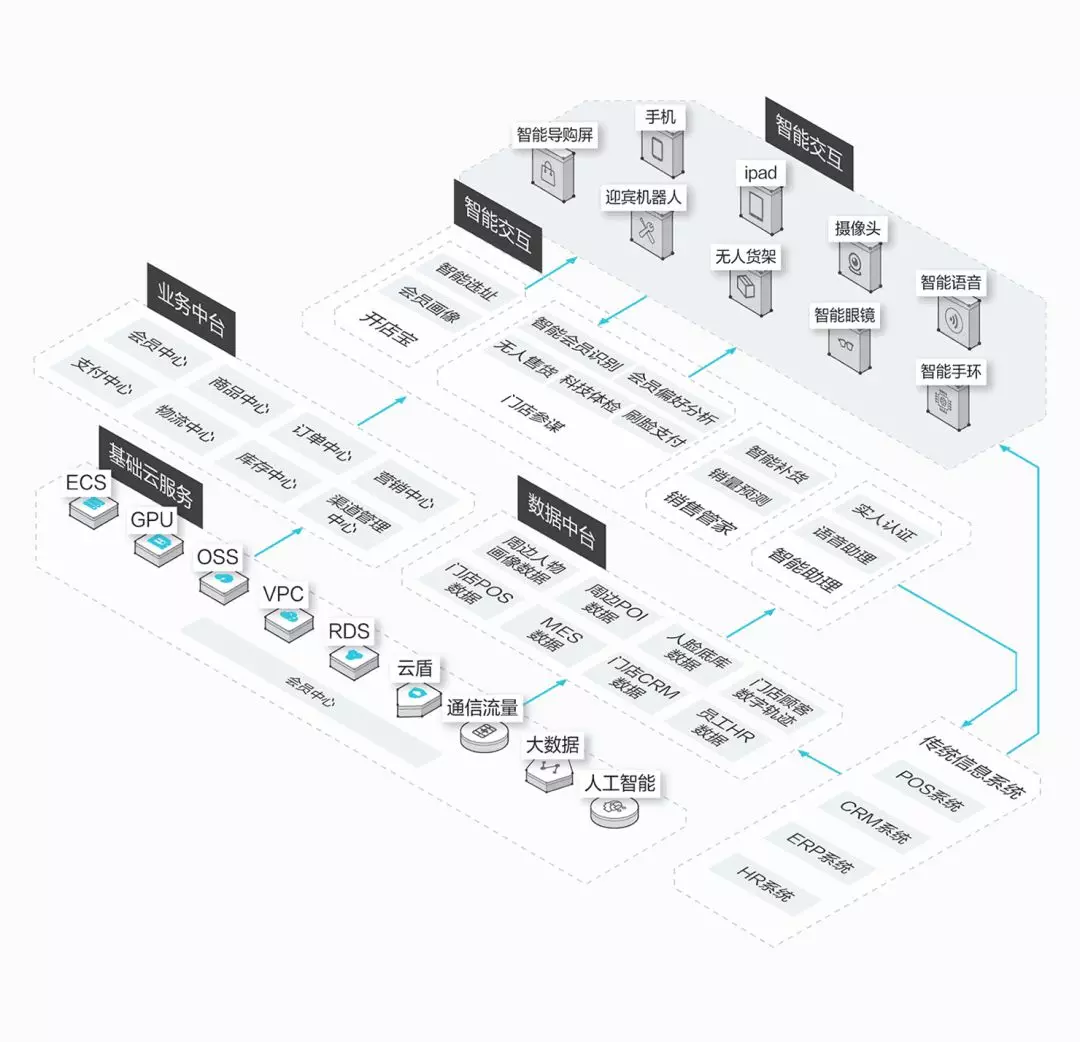 智能交互
手机
智能导购屏
ipad
迎宾机器人
摄像头
无人货架
智能语音
智能眼镜
智能手环
智能交互
智能选址
会员画像
开店宝
智能会员识别
会员偏好分析
无人售货
科技体检
刷脸支付
门店参谋
智能补货
销量预测
销售管家
实人认证
语音助理
智能助理
业务中台
会员中心
商品中心
订单中心
营销中心
支付中心
物流中心
库存中心
渠道管理
中心
基础云服务
ECS
GPU
OSS
VPC
RDS
云盾
通信流量
大数据
人工智能
会员中心
数据中台
周边人物
画像数据
周边POI
数据
人脸底库
数据
门店顾客
数字轨迹
门店POS
数据
MES
数据
门店CRM
数据
员工HR
数据
传统信息系统
POS系统
CRM系统
ERP系统
HR系统